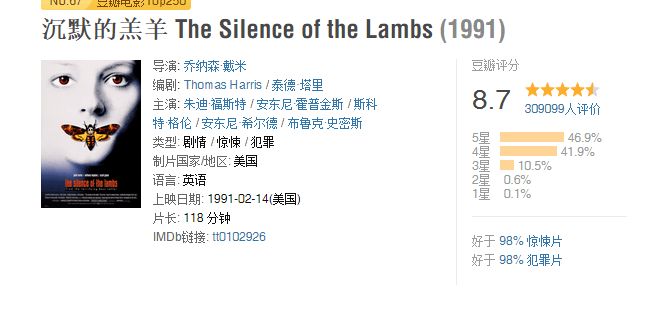 No.67 豆瓣电影Top250
沉默的羔羊 The Silence of the Lambs (1991)
导演: 乔纳森·戴米
编剧: Thomas Harris / 泰德·塔里
主演: 朱迪·福斯特 / 安东尼·霍普金斯 / 斯科
特·格伦 / 安东尼·希尔德 / 布鲁克·史密斯
类型: 剧情 / 惊悚 / 犯罪
制片国家/地区: 美国
语言: 英语
上映日期: 1991-02-14(美国)
片长: 118 分钟
IMDb链接: tt0102926
the silence of the lambs
豆瓣评分
8.7
309099人评价
5星 46.9%
4星 41.9%
3星 10.5%
2星 0.6%
1星 0.1%
好于 98% 惊悚片
好于 98% 犯罪片